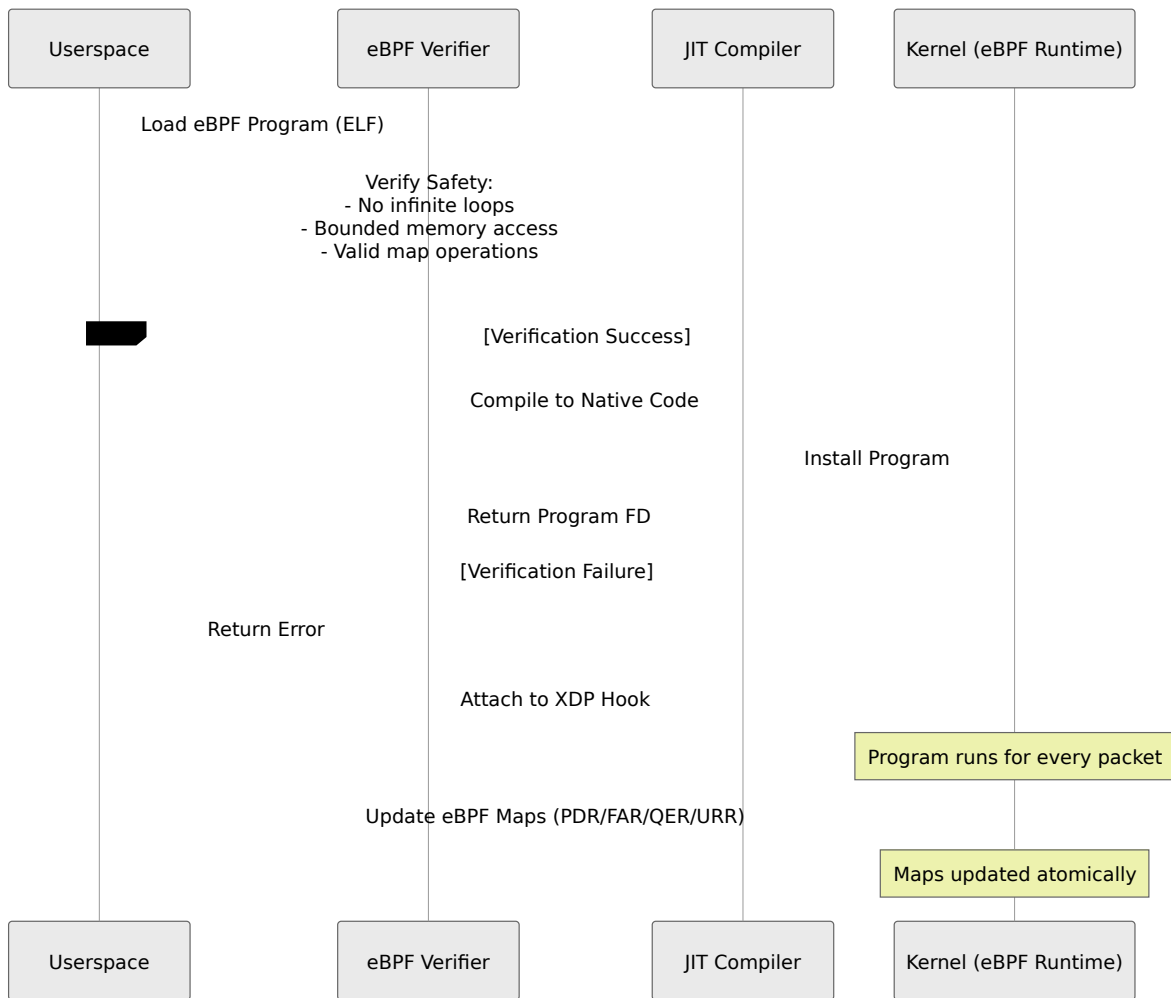 Userspace
eBPF Verifier
JIT Compiler
Kernel (eBPF Runtime)
Load eBPF Program (ELF)
Verify Safety:
- No infinite loops
- Bounded memory access
- Valid map operations
[Verification Success]
Compile to Native Code
Install Program
Return Program FD
[Verification Failure]
Return Error
Attach to XDP Hook
Program runs for every packet
Update eBPF Maps (PDR/FAR/QER/URR)
Maps updated atomically
Userspace
eBPF Verifier
JIT Compiler
Kernel (eBPF Runtime)